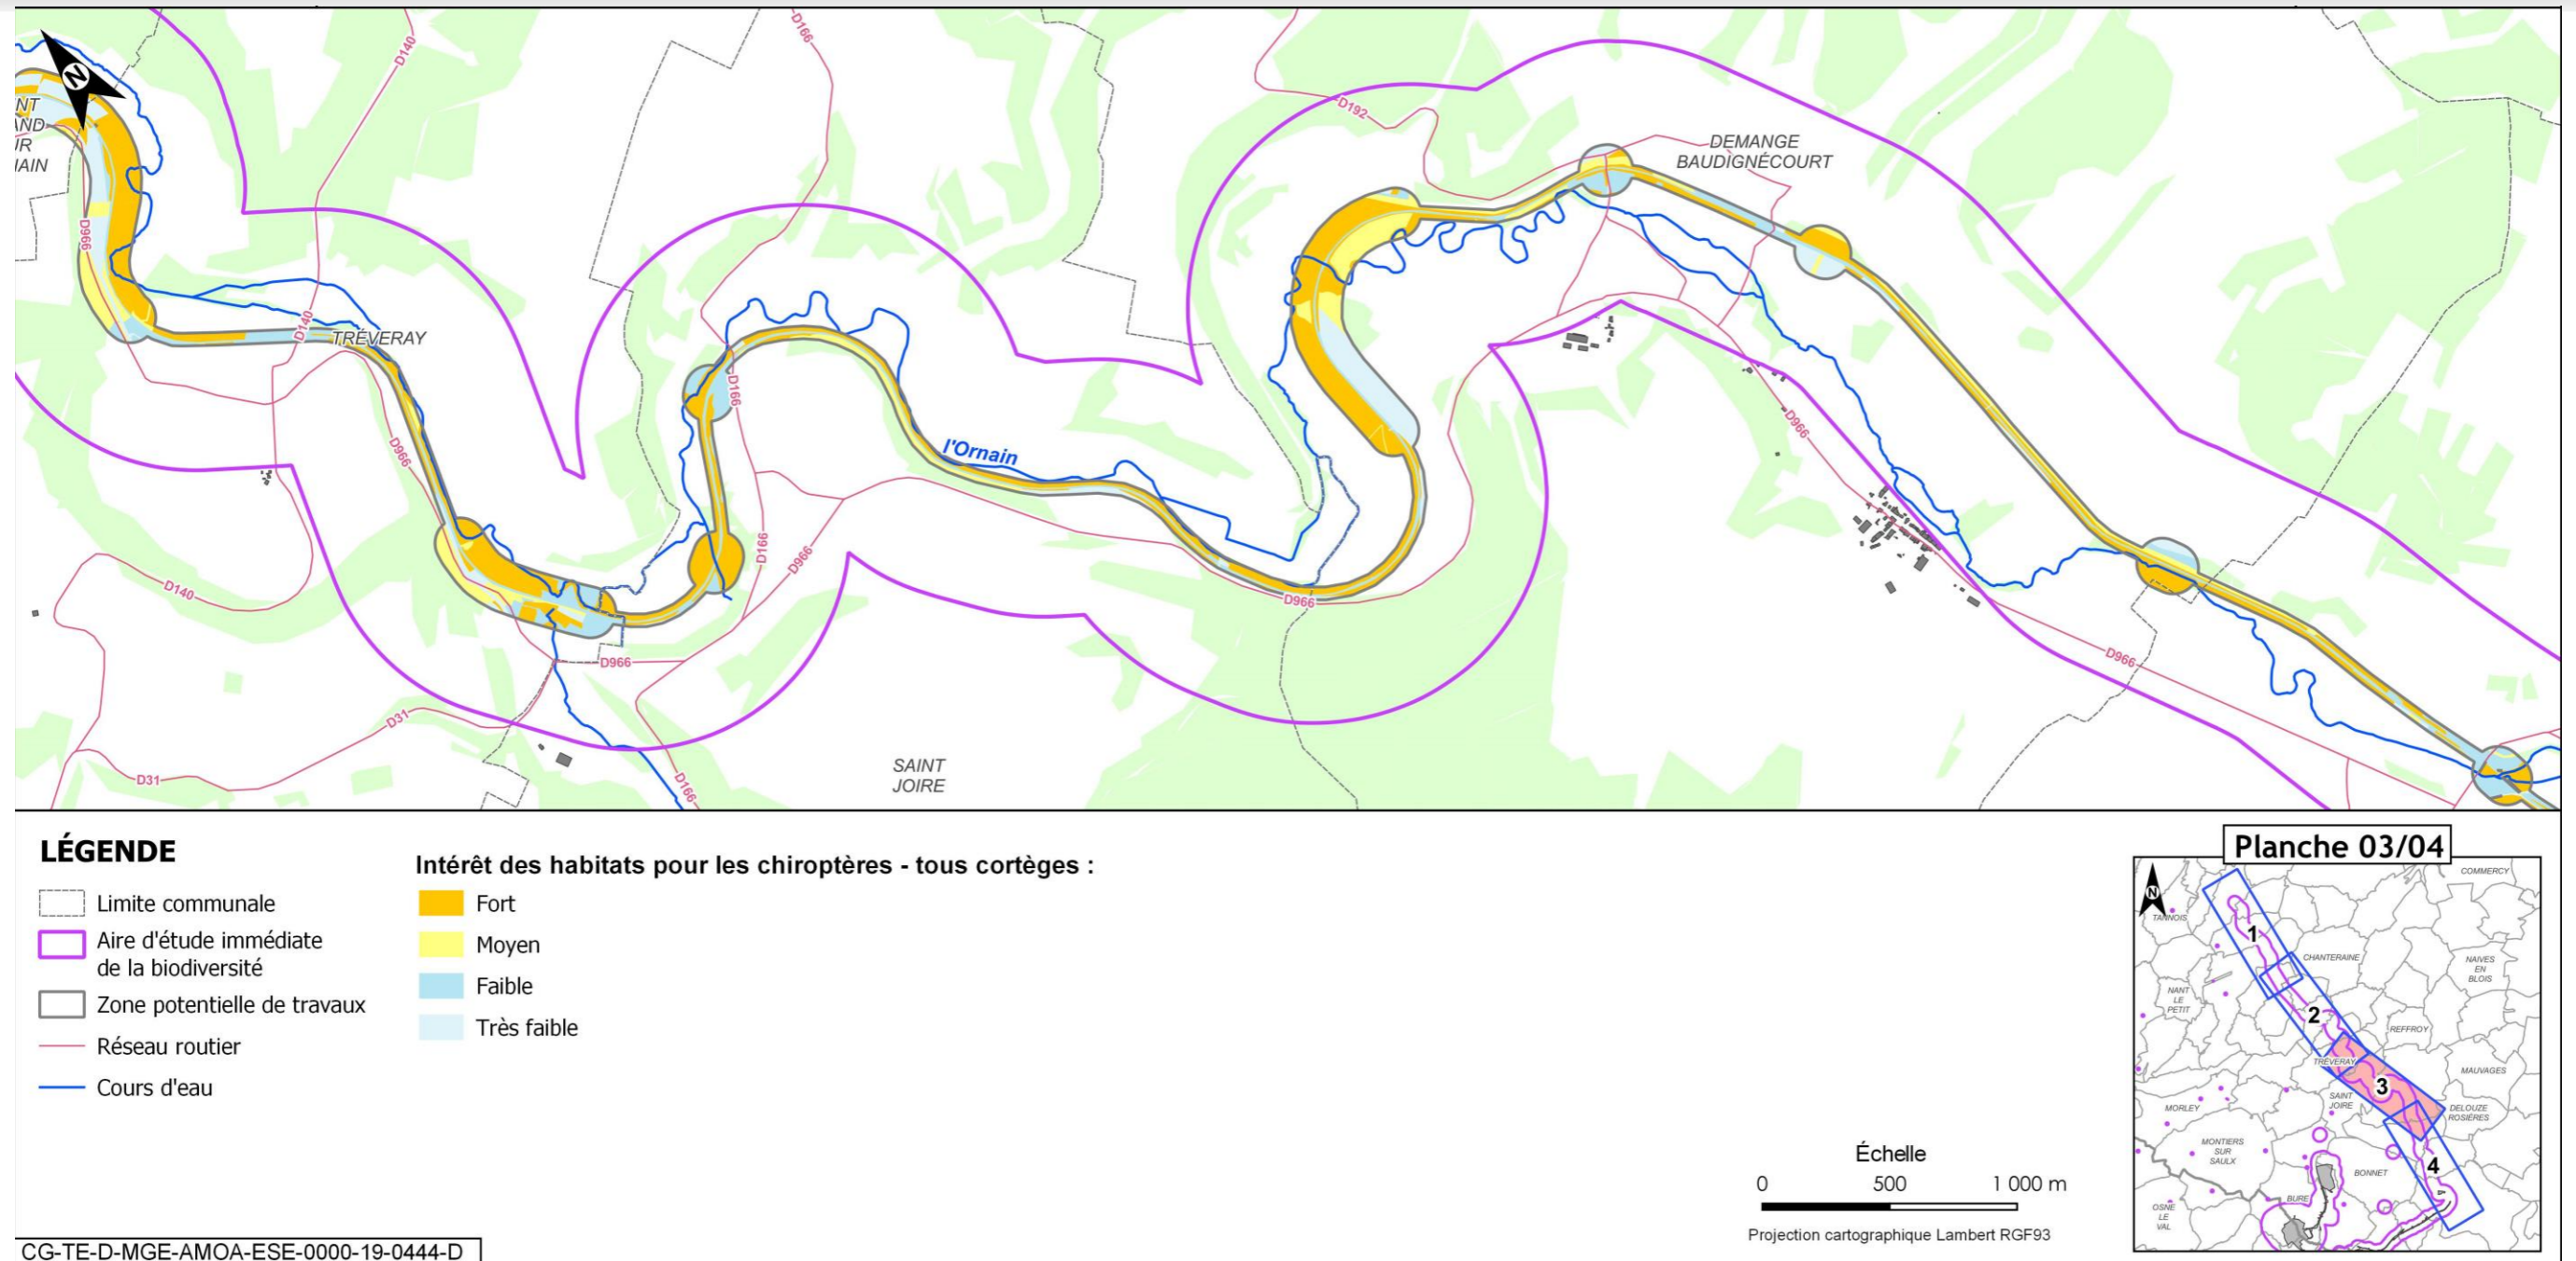 D166
D140
N
NT
AND
UR
IAIN
D192
DEMANGE
BAUDIGNÉCOURT
D966
D140
TRÉVERAY
D166
D966
D966
l'Ornain
D166
D966
D140
D966
D966
D966
D31
SAINT
JOIRE
D31
D166
LÉGENDE
Limite communale
Aire d'étude immédiate
de la biodiversité
Zone potentielle de travaux
Réseau routier
Cours d'eau
Intérêt des habitats pour les chiroptères - tous cortèges :
Fort
Moyen
Faible
Très faible
Échelle
0 500 1 000 m
Projection cartographique Lambert RGF93
Planche 03/04
COMMERCY
N
TANNOIS
1
CHANTERAINE
NAIVES
EN
BLOIS
NANT
LE
PETIT
2
REFFROY
TRÉVERAY
MAUVAGES
3
SAINT
JOIRE
MORLEY
DELOUZE
ROSIÈRES
MONTIERS
SUR
SAULX
4
BONNET
BURE
OSNE
LE
VAL
CG-TE-D-MGE-AMOA-ESE-0000-19-0444-D